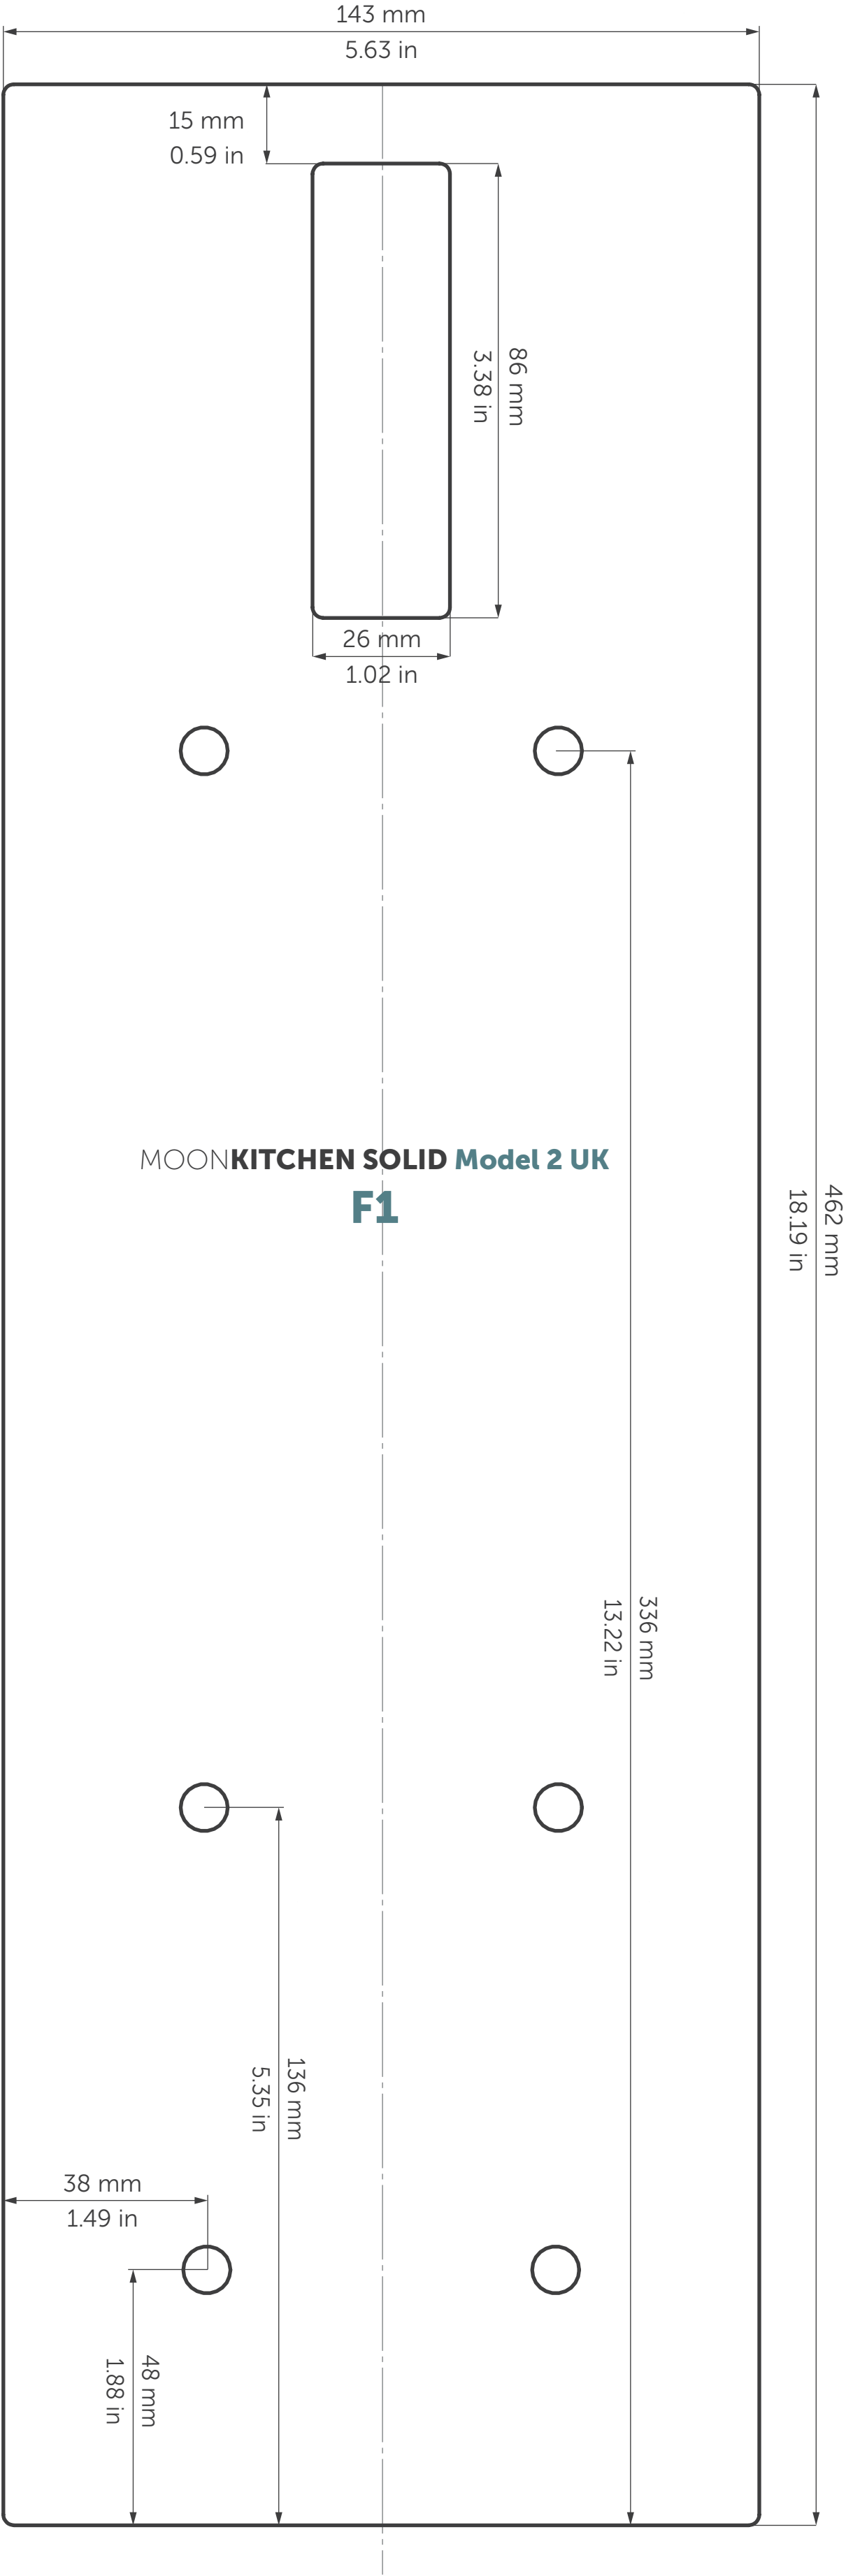 143 mm
5.63 in
15 mm
0.59 in
86 mm
3.38 in
26 mm
1.02 in
MOONKITCHEN SOLID Model 2 UK
F1
462 mm
18.19 in
336 mm
13.22 in
136 mm
5.35 in
38 mm
1.49 in
48 mm
1.88 in